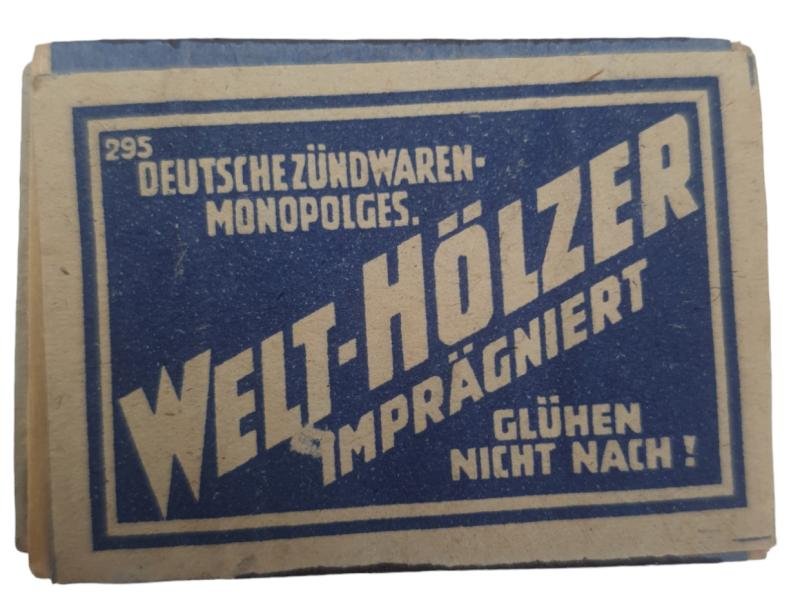 295
DEUTSCHE ZÜNDWAREN-
MONOPOLGES.
WELT-HÖLZER
IMPRÄGNIERT
GLÜHEN
NICHT NACH!